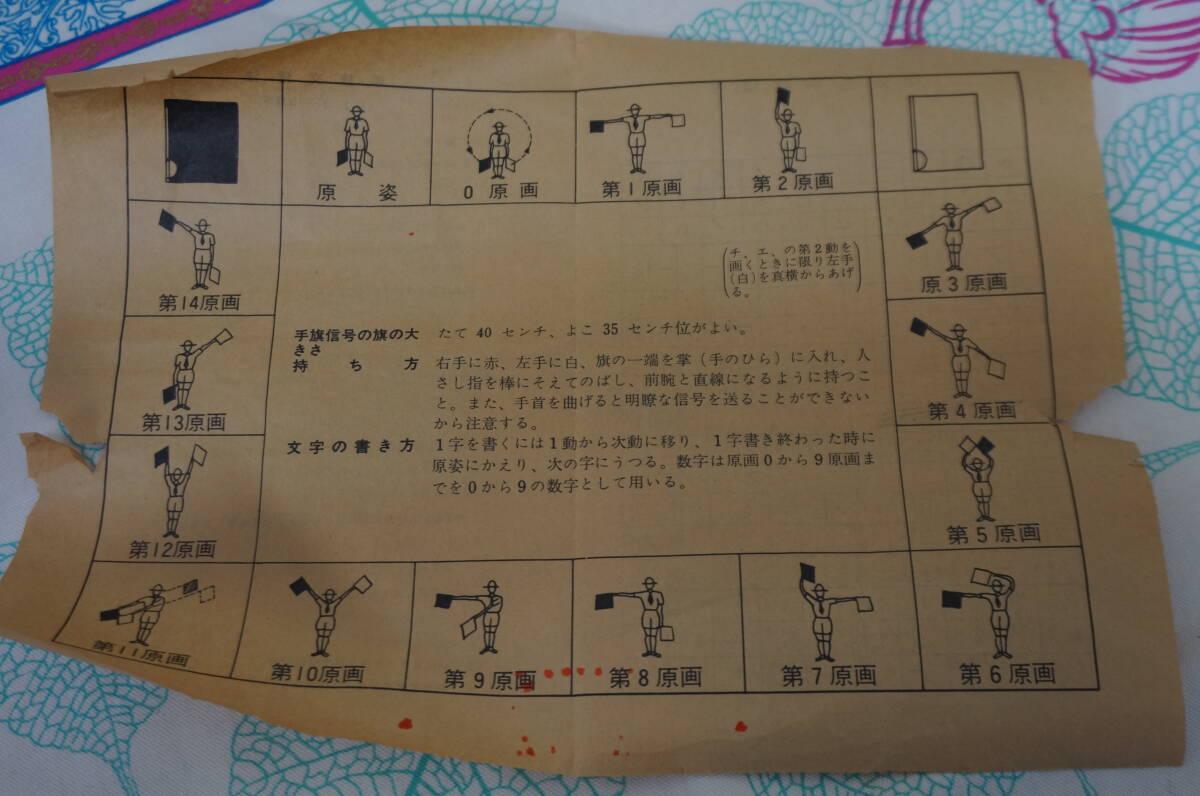 原 姿
0 原 画
第1原画
第2原画
原3原画
第4原画
第5原画
第6原画
第7原画
第8原画
第9原画
第10原画
第11原画
第12原画
第13原画
第14原画
チ、エ、の第2動を
画くときに限り左手
(白)を真横からあげ
る。
手旗信号の旗の大きさ たて 40 センチ、よこ 35 センチ位がよい。
持 ち 方 右手に赤、左手に白、旗の一端を掌(手のひら)に入れ、人
さし指を棒にそえてのばし、前腕と直線になるように持つこ
と。また、手首を曲げると明瞭な信号を送ることができない
から注意する。
文字の書き方 1字を書くには1動から次動に移り、1字書き終わった時に
原姿にかえり、次の字にうつる。数字は原画0から9原画ま
でを0から9の数字として用いる。